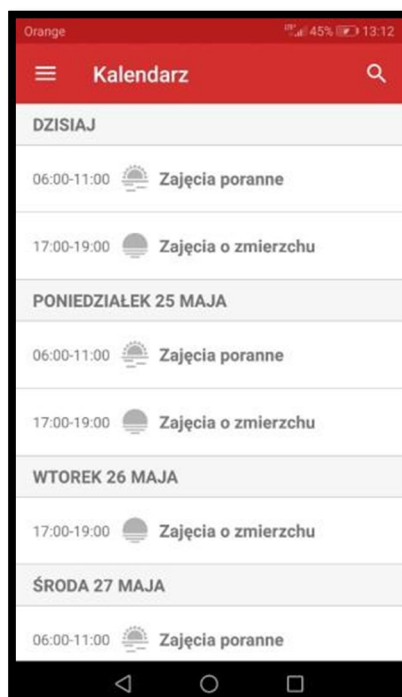 Orange 45% 13:12
Kalendarz
DZISIAJ
06:00-11:00 Zajęcia poranne
17:00-19:00 Zajęcia o zmierzchu
PONIEDZIAŁEK 25 MAJA
06:00-11:00 Zajęcia poranne
17:00-19:00 Zajęcia o zmierzchu
WTOREK 26 MAJA
17:00-19:00 Zajęcia o zmierzchu
ŚRODA 27 MAJA
06:00-11:00 Zajęcia poranne